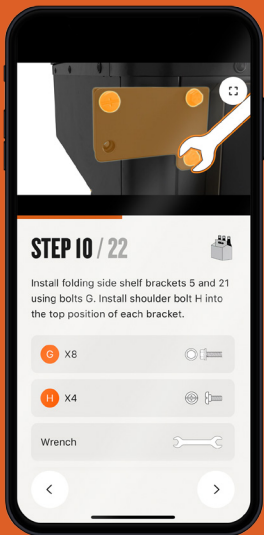 STEP 10 / 22
Install folding side shelf brackets 5 and 21
using bolts G. Install shoulder bolt H into
the top position of each bracket.
G X8
H X4
Wrench